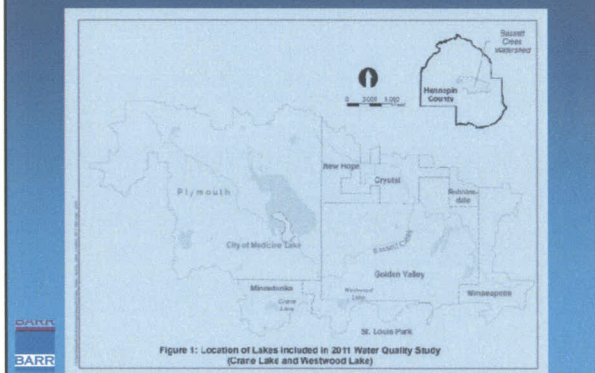 Bassett
Creek
Watershed
Hennepin
County
New Hope
Crystal
Robbins-
dale
Plymouth
City of Medicine Lake
Bassett Creek
Golden Valley
Minnetonka
Crane
Lake
Westwood
Lake
Minneapolis
St. Louis Park
Figure 1: Location of Lakes Included in 2011 Water Quality Study
(Crane Lake and Westwood Lake)
BARR
BARR